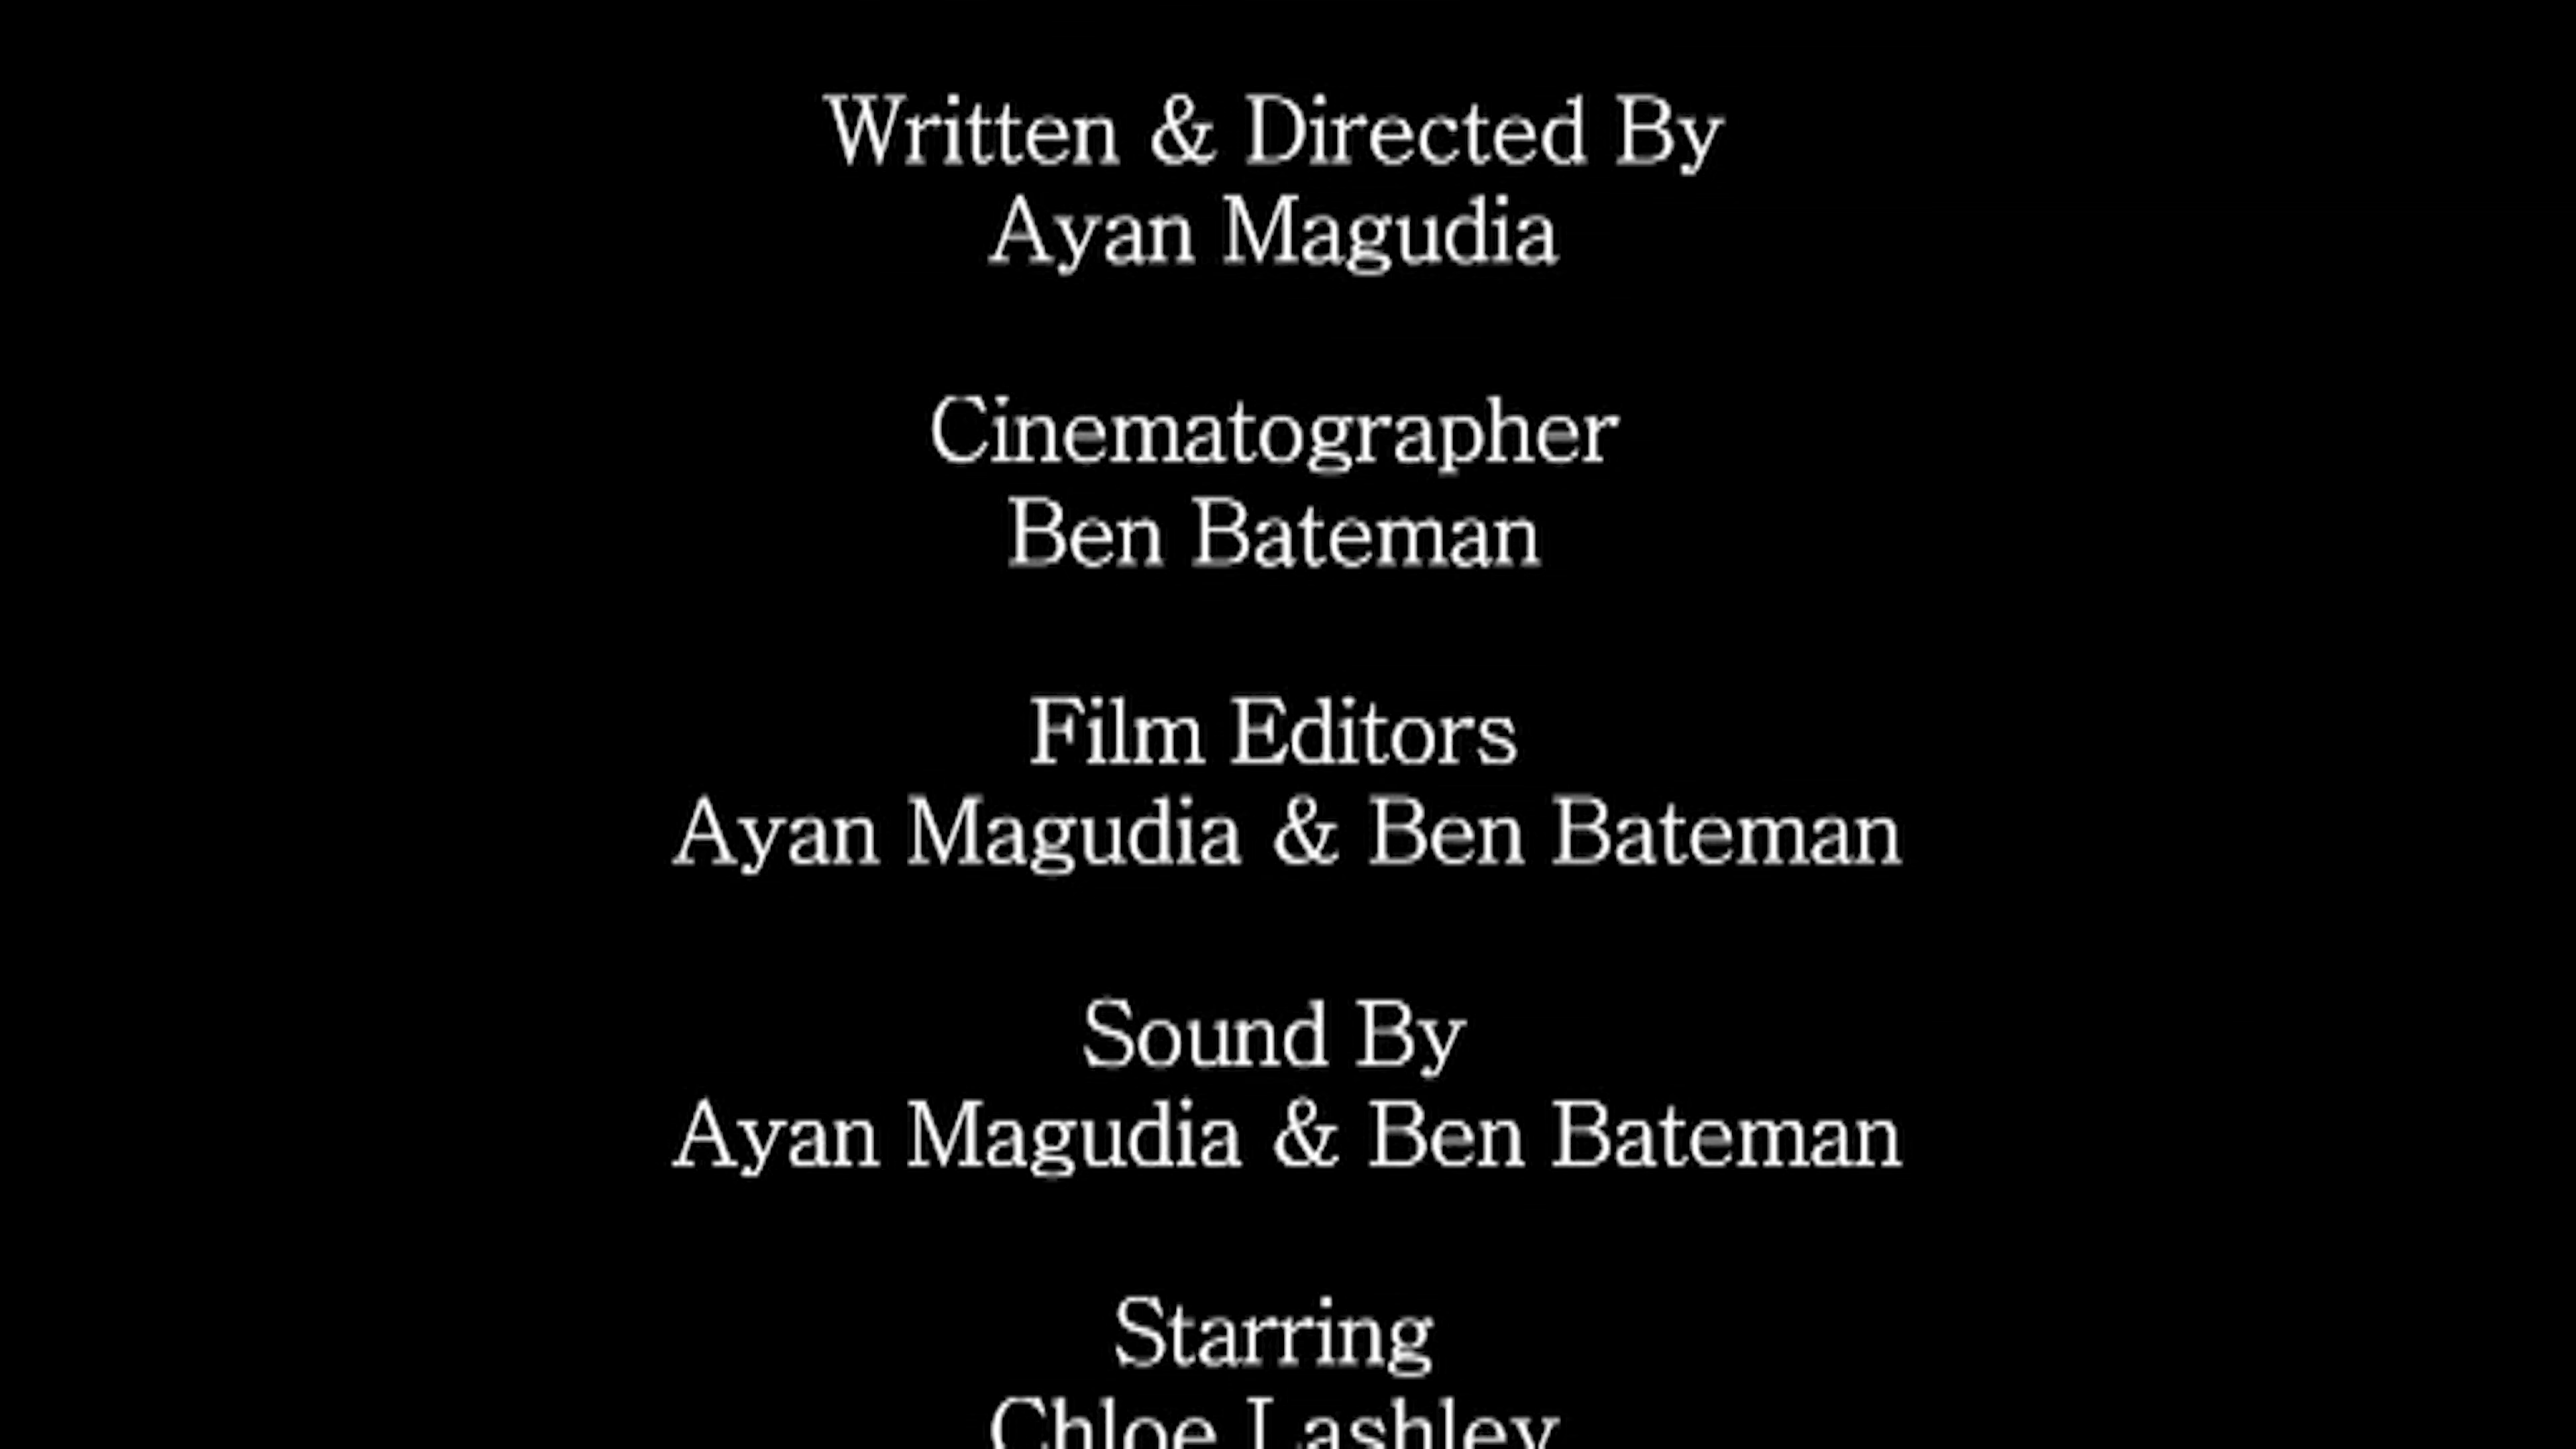 Written & Directed By
Ayan Magudia
Cinematographer
Ben Bateman
Film Editors
Ayan Magudia & Ben Bateman
Sound By
Ayan Magudia & Ben Bateman
Starring
Chloe Lashley